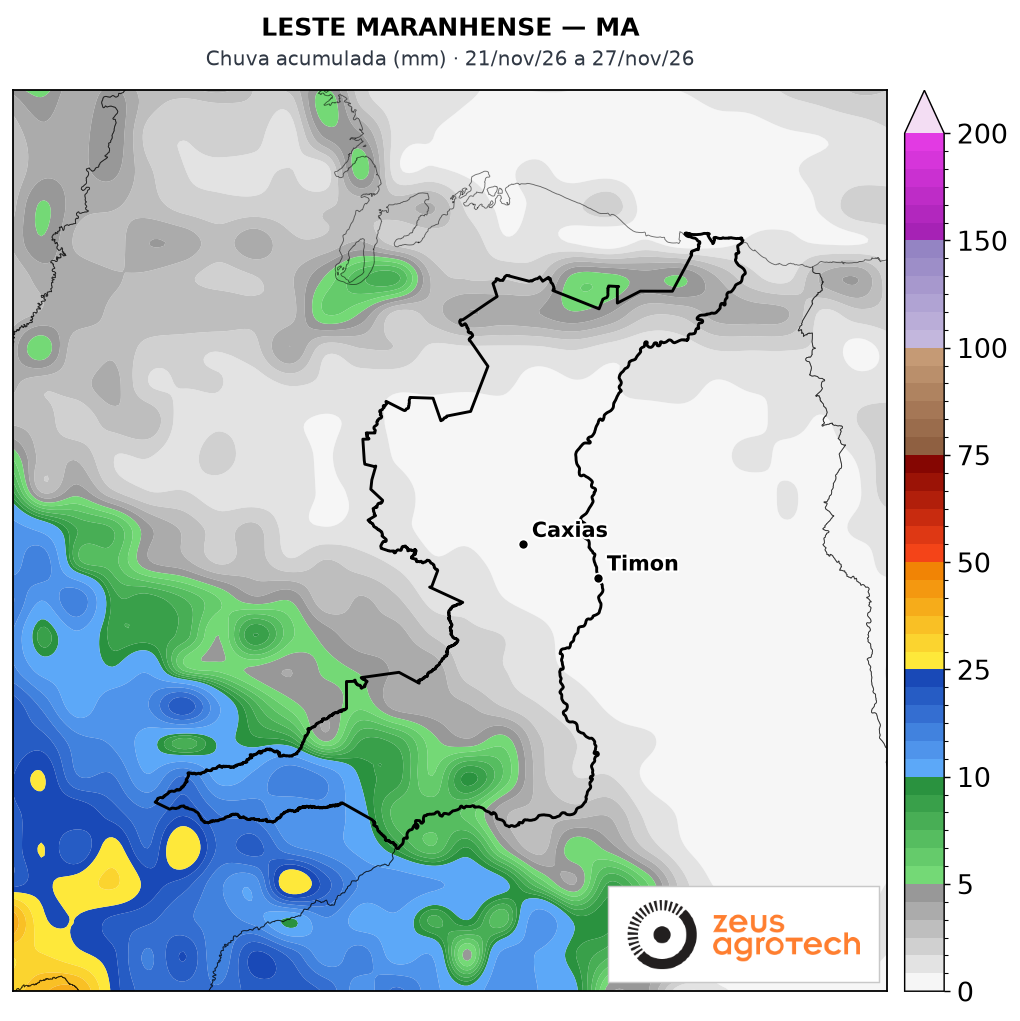 LESTE MARANHENSE — MA
Chuva acumulada (mm) · 21/nov/26 a 27/nov/26
200
150
100
75
50
25
10
5
0
Caxias
Timon
zeus
agrotech